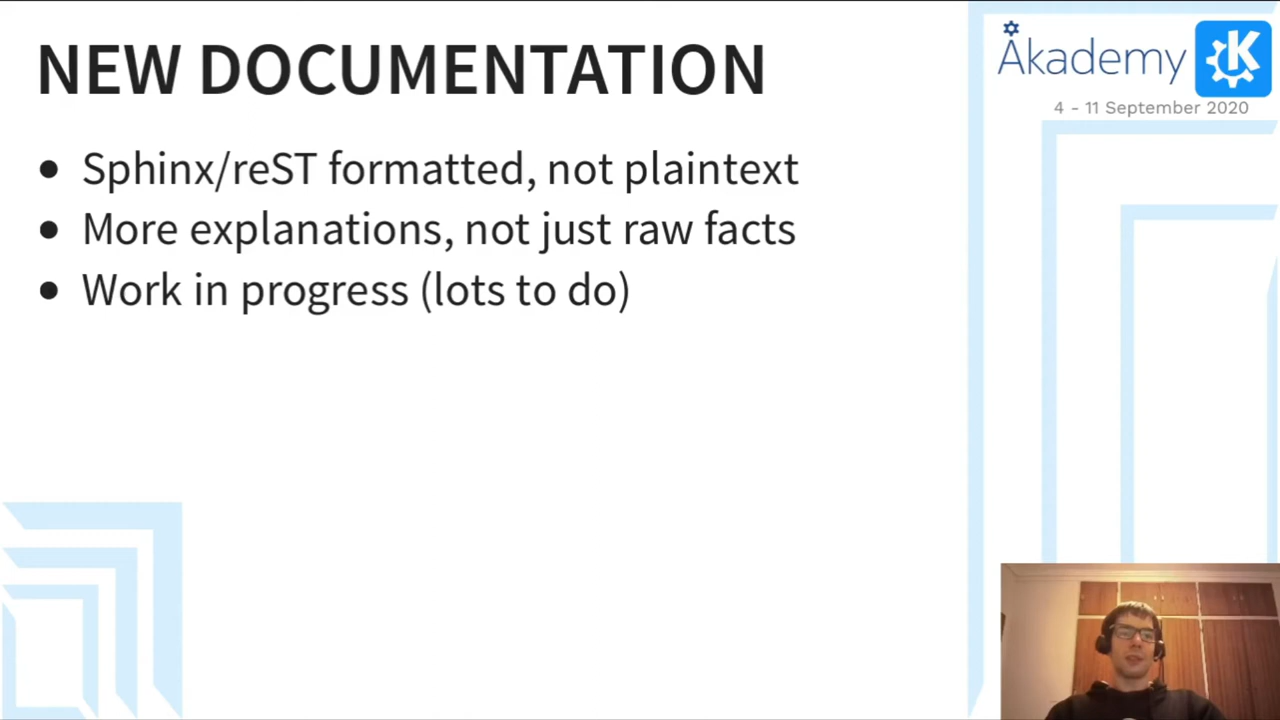 NEW DOCUMENTATION
Akademy
4 - 11 September 2020
• Sphinx/reST formatted, not plaintext
• More explanations, not just raw facts
• Work in progress (lots to do)